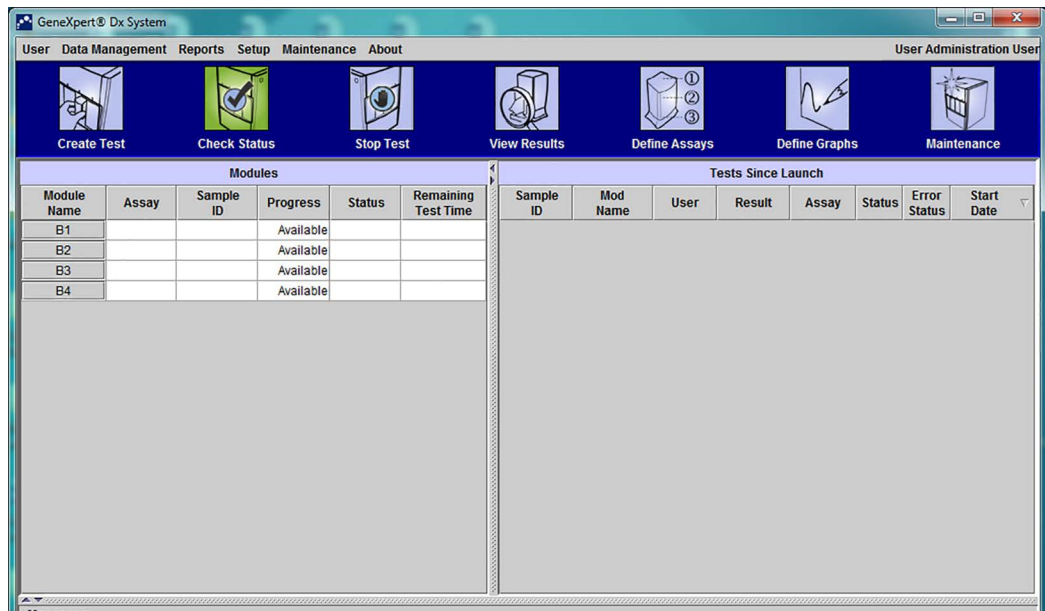 GeneXpert® Dx System
User Data Management Reports Setup Maintenance About User Administration User
① ② ③
Create Test Check Status Stop Test View Results Define Assays Define Graphs Maintenance
Modules Tests Since Launch
Module Name Assay Sample ID Progress Status Remaining Test Time Sample ID Mod Name User Result Assay Status Error Status Start Date
B1 Available
B2 Available
B3 Available
B4 Available